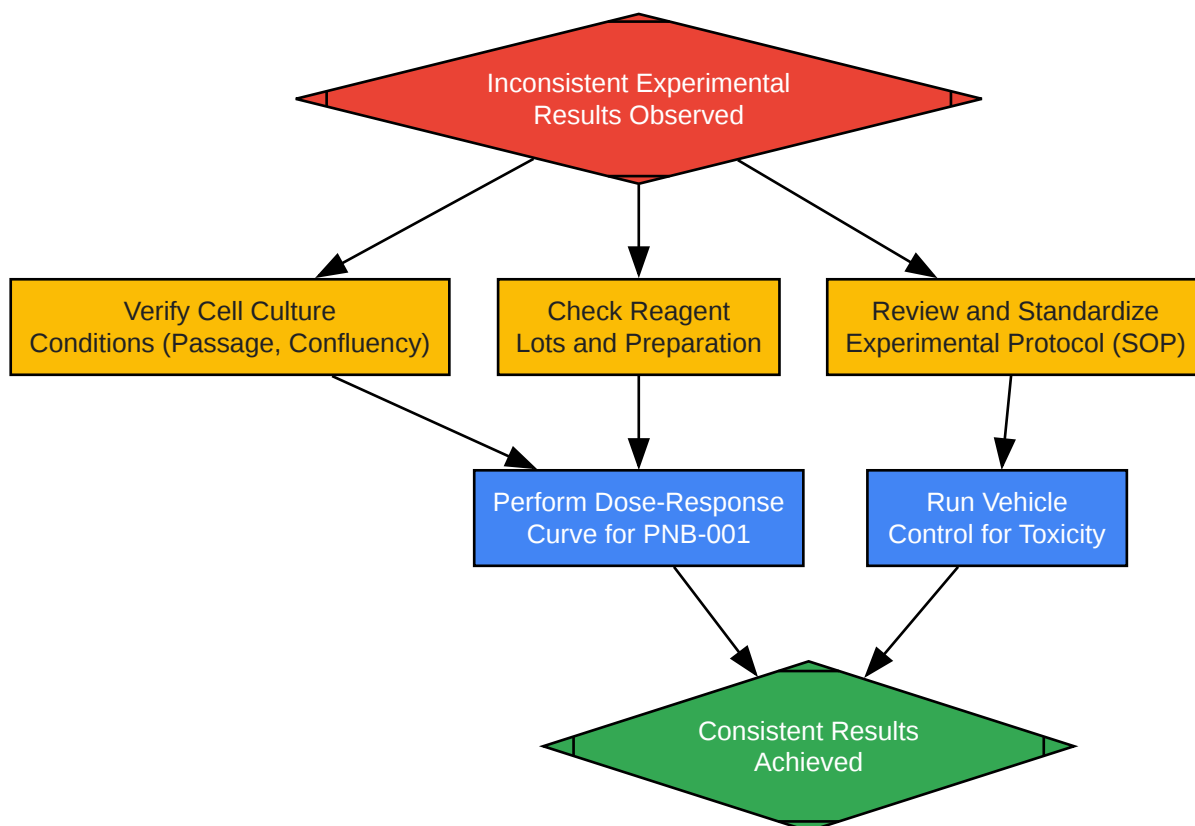 Inconsistent Experimental
Results Observed
Verify Cell Culture
Conditions (Passage, Confluency)
Check Reagent
Lots and Preparation
Review and Standardize
Experimental Protocol (SOP)
Perform Dose-Response
Curve for PNB-001
Run Vehicle
Control for Toxicity
Consistent Results
Achieved